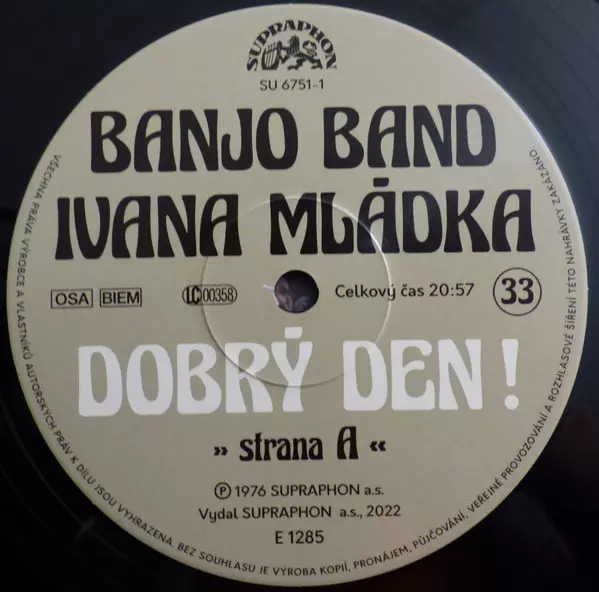 SUPRAPHON
SU 6751-1
BANJO BAND
IVANA MLÁDKA
OSA BIEM LC 00358 Celkový čas 20:57 33
DOBRÝ DEN!
» strana A «
Ⓟ 1976 SUPRAPHON a.s.
Vydal SUPRAPHON a.s., 2022
E 1285
VŠECHNA PRÁVA VÝROBCE A VLASTNÍKŮ AUTORSKÝCH PRÁV K DÍLU JSOU VYHRAZENA. BEZ SOUHLASU JE VÝROBA KOPIÍ, PRONÁJEM, PŮJČOVÁNÍ, VEŘEJNÉ PROVOZOVÁNÍ A ROZHLASOVÉ ŠÍŘENÍ TÉTO NAHRÁVKY ZAKÁZÁNO